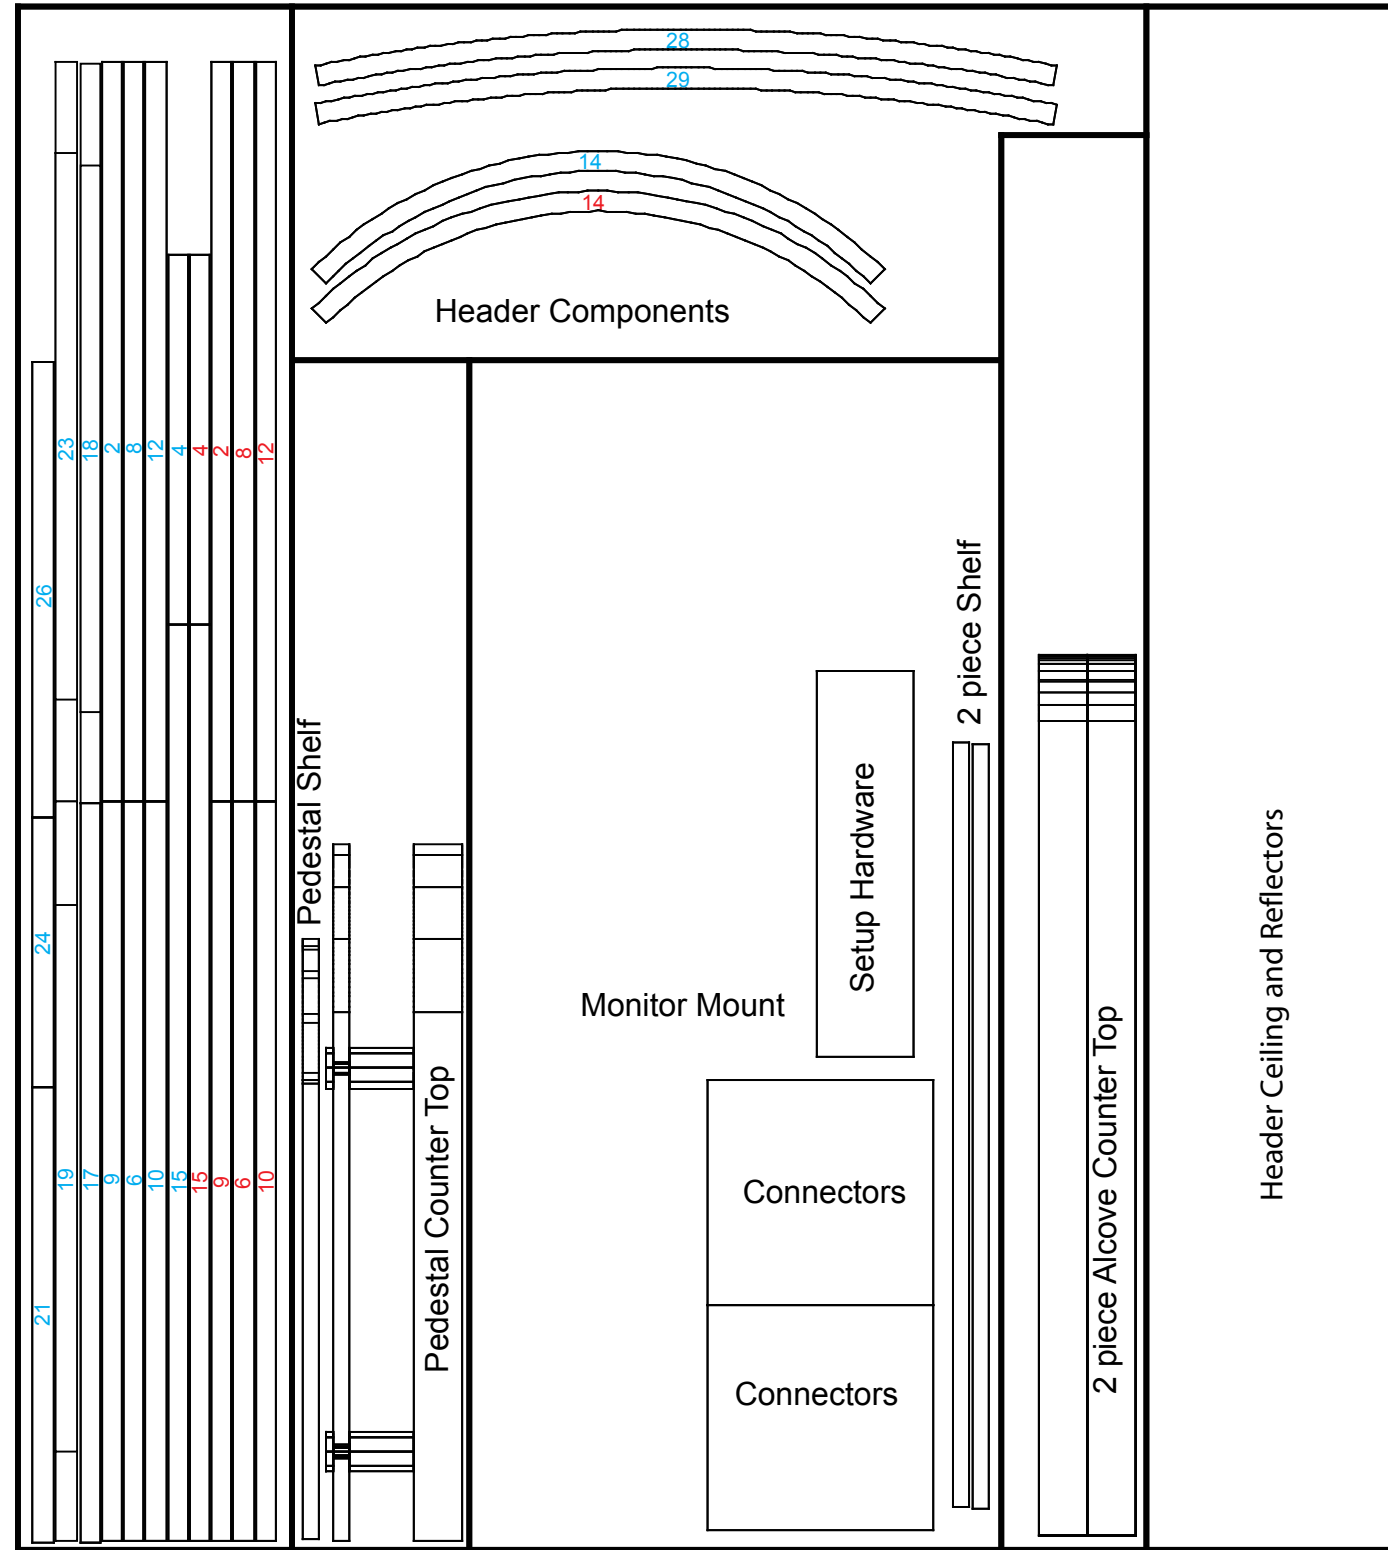 28
29
14
14
Header Components
23
18
2
8
12
4
4
2
8
12
26
24
21
19
17
9
6
10
15
15
9
6
10
Pedestal Shelf
Pedestal Counter Top
Monitor Mount
Setup Hardware
2 piece Shelf
Connectors
Connectors
2 piece Alcove Counter Top
Header Ceiling and Reflectors